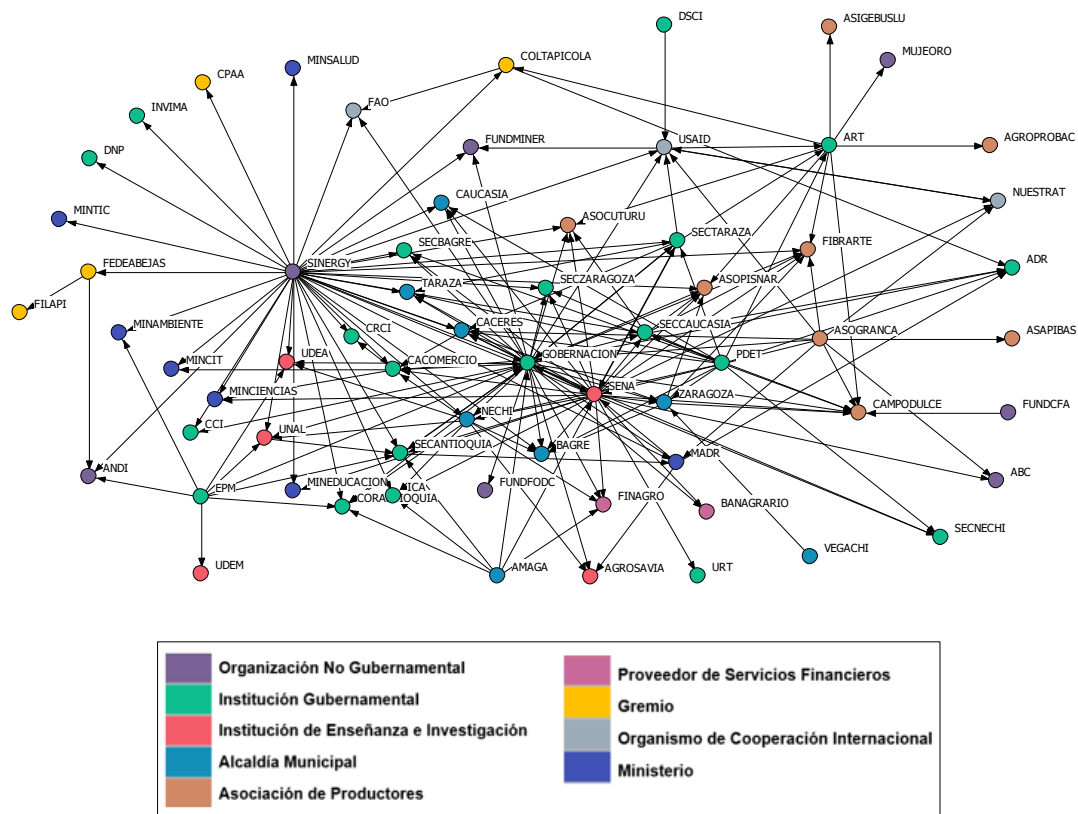 DSCI
ASIGEBUSLU
MUJEORO
COLTAPICOLA
MINSALUD
CPAA
FAO
INVIMA
FUNDMINER
USAID
ART
AGROPROBAC
DNP
CAUCASIA
NUESTRAT
MINTIC
ASOCUTURU
SECTARAZA
SECBAGRE
FIBRARTE
FEDEABEJAS
SINERGY
ADR
TARAZA
SECZARAGOZA
ASOPISNAR
FILAPI
MINAMBIENTE
CRCI
CACERES
SECCAUCASIA
ASOGRANCA
ASAPIBAS
MINCIT
UDEA
CACOMERCIO
GOBERNACION
PDET
MINCIENCIAS
SENA
ZARAGOZA
CAMPODULCE
FUNDCFA
CCI
UNAL
NECHI
SECANTIOQUIA
BAGRE
MADR
ANDI
EPM
MINEDUCACION
ICA
FUNDFODC
ABC
FINAGRO
BANAGRARIO
SECNECHI
UDEM
AMAGA
AGROSAVIA
URT
VEGACHI
Organización No Gubernamental
Institución Gubernamental
Institución de Enseñanza e Investigación
Alcaldía Municipal
Asociación de Productores
Proveedor de Servicios Financieros
Gremio
Organismo de Cooperación Internacional
Ministerio